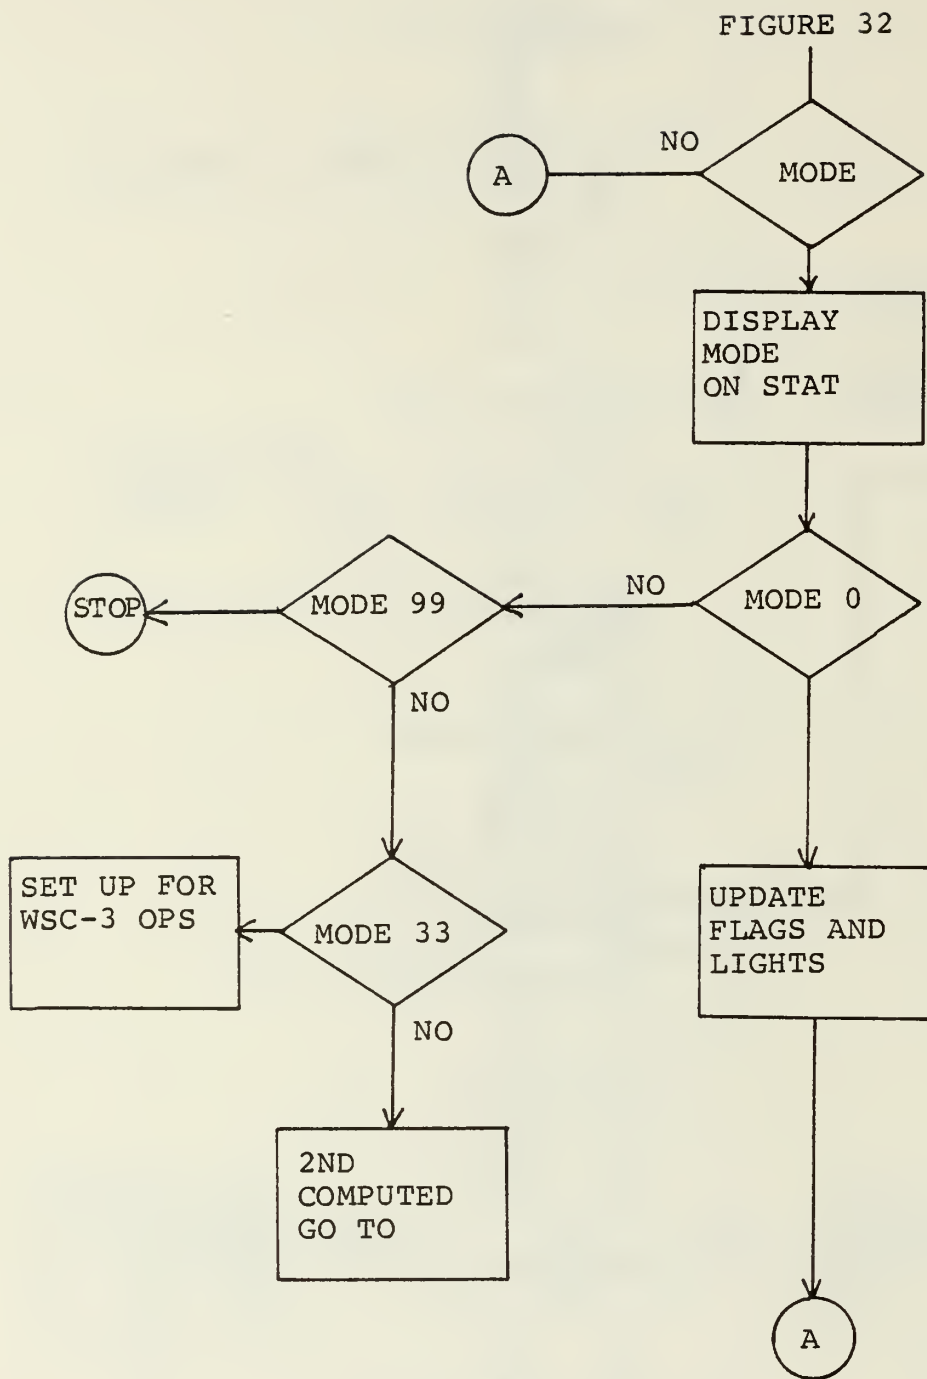 FIGURE 32
NO
A
MODE
DISPLAY
MODE
ON STAT
STOP
MODE 99
NO
MODE 0
NO
SET UP FOR
WSC-3 OPS
MODE 33
UPDATE
FLAGS AND
LIGHTS
NO
2ND
COMPUTED
GO TO
A